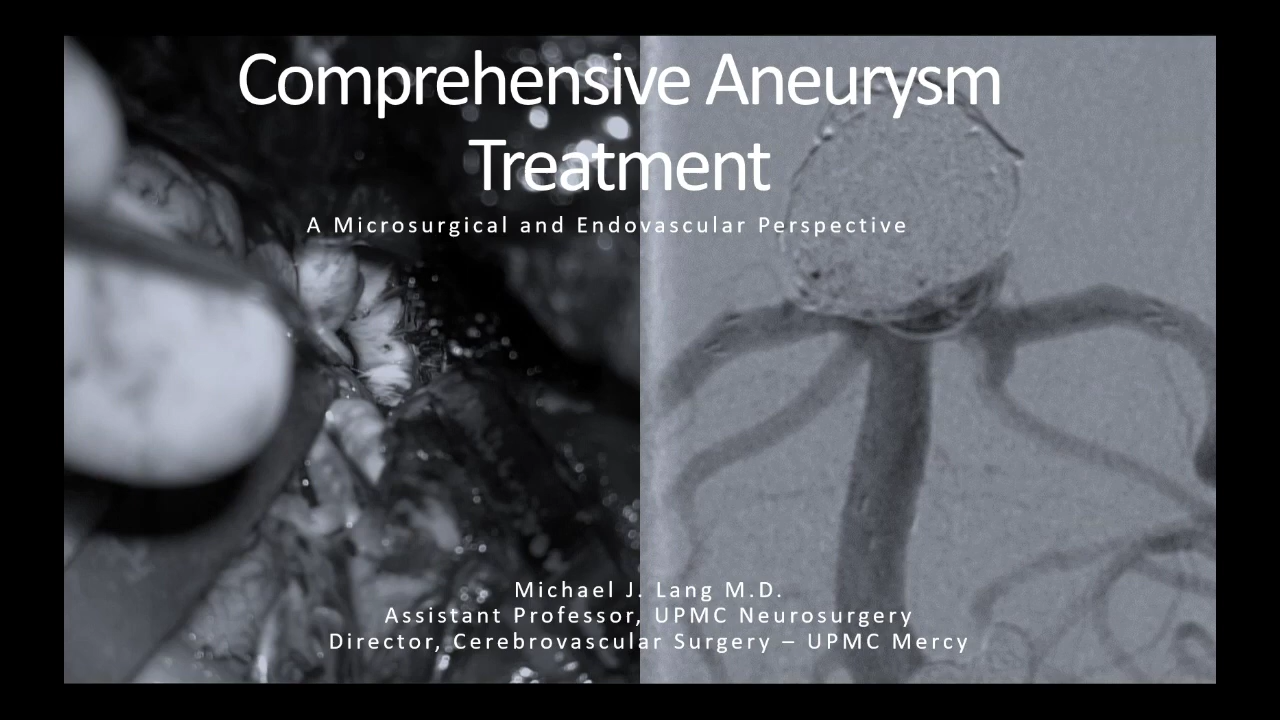 Comprehensive Aneurysm
Treatment
A Microsurgical and Endovascular Perspective
Michael J. Lang M.D.
Assistant Professor, UPMC Neurosurgery
Director, Cerebrovascular Surgery – UPMC Mercy